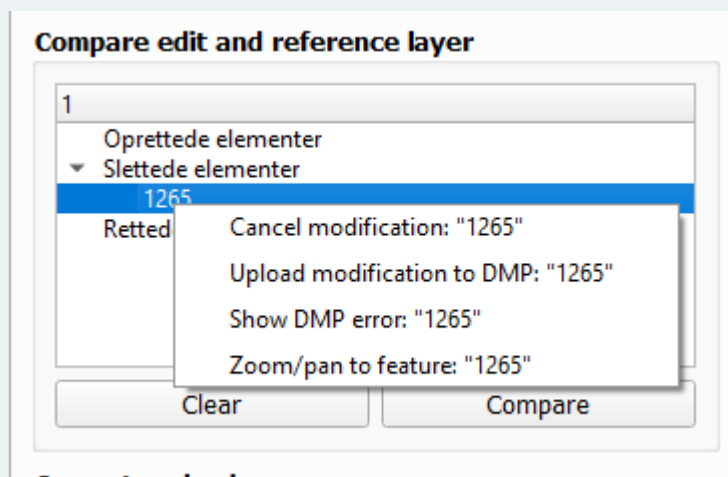 Compare edit and reference layer
1
Oprettede elementer
Slettede elementer
1265
Cancel modification: "1265"
Upload modification to DMP: "1265"
Show DMP error: "1265"
Zoom/pan to feature: "1265"
Clear
Compare